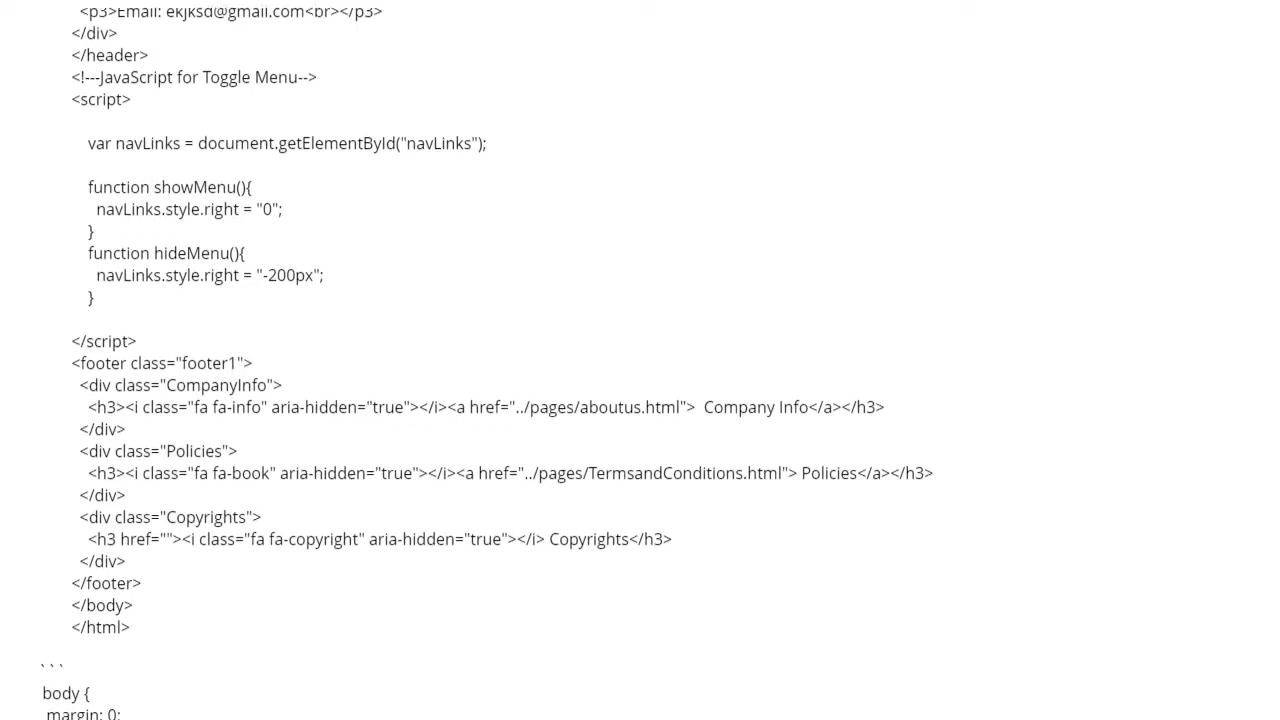 <p3>Email: ekjksd@gmail.com<br></p3>
</div>
</header>
<!---JavaScript for Toggle Menu-->
<script>
var navLinks = document.getElementById("navLinks");
function showMenu(){
navLinks.style.right = "0";
}
function hideMenu(){
navLinks.style.right = "-200px";
}
</script>
<footer class="footer1">
<div class="CompanyInfo">
<h3><i class="fa fa-info" aria-hidden="true"></i><a href="../pages/aboutus.html">  Company Info</a></h3>
</div>
<div class="Policies">
<h3><i class="fa fa-book" aria-hidden="true"></i><a href="../pages/TermsandConditions.html"> Policies</a></h3>
</div>
<div class="Copyrights">
<h3 href=""><i class="fa fa-copyright" aria-hidden="true"></i> Copyrights</h3>
</div>
</footer>
</body>
</html>
```
body {
margin: 0;